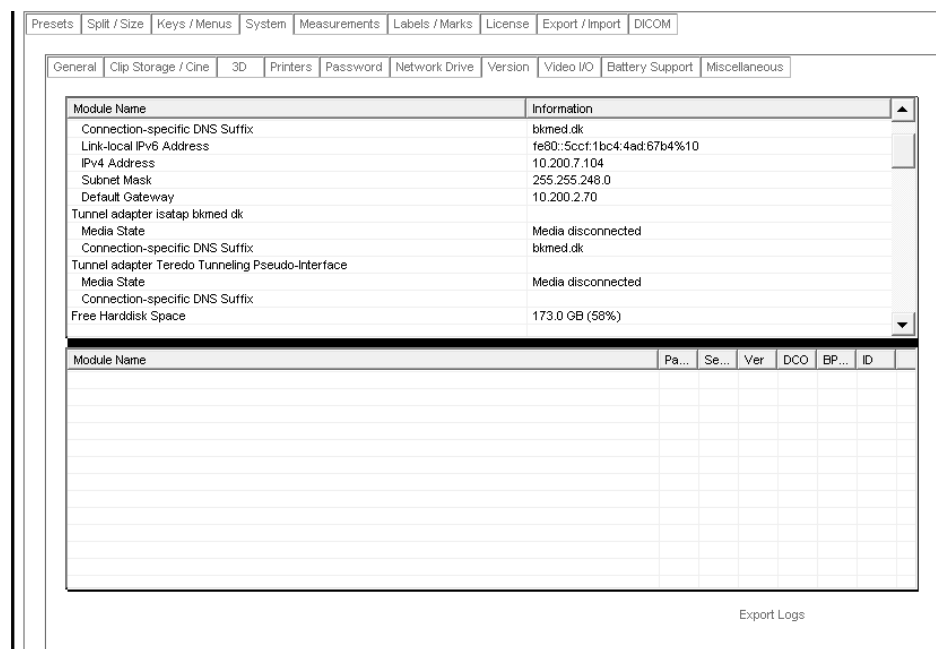 Presets Split / Size Keys / Menus System Measurements Labels / Marks License Export / Import DICOM
General Clip Storage / Cine 3D Printers Password Network Drive Version Video I/O Battery Support Miscellaneous
Module Name Information
Connection-specific DNS Suffix bkmed.dk
Link-local IPv6 Address fe80::5ccf:1bc4:4ad:67b4%10
IPv4 Address 10.200.7.104
Subnet Mask 255.255.248.0
Default Gateway 10.200.2.70
Tunnel adapter isatap bkmed dk
Media State Media disconnected
Connection-specific DNS Suffix bkmed.dk
Tunnel adapter Teredo Tunneling Pseudo-Interface
Media State Media disconnected
Connection-specific DNS Suffix
Free Harddisk Space 173.0 GB (58%)
Module Name Pa... Se... Ver DCO BP... ID
Export Logs